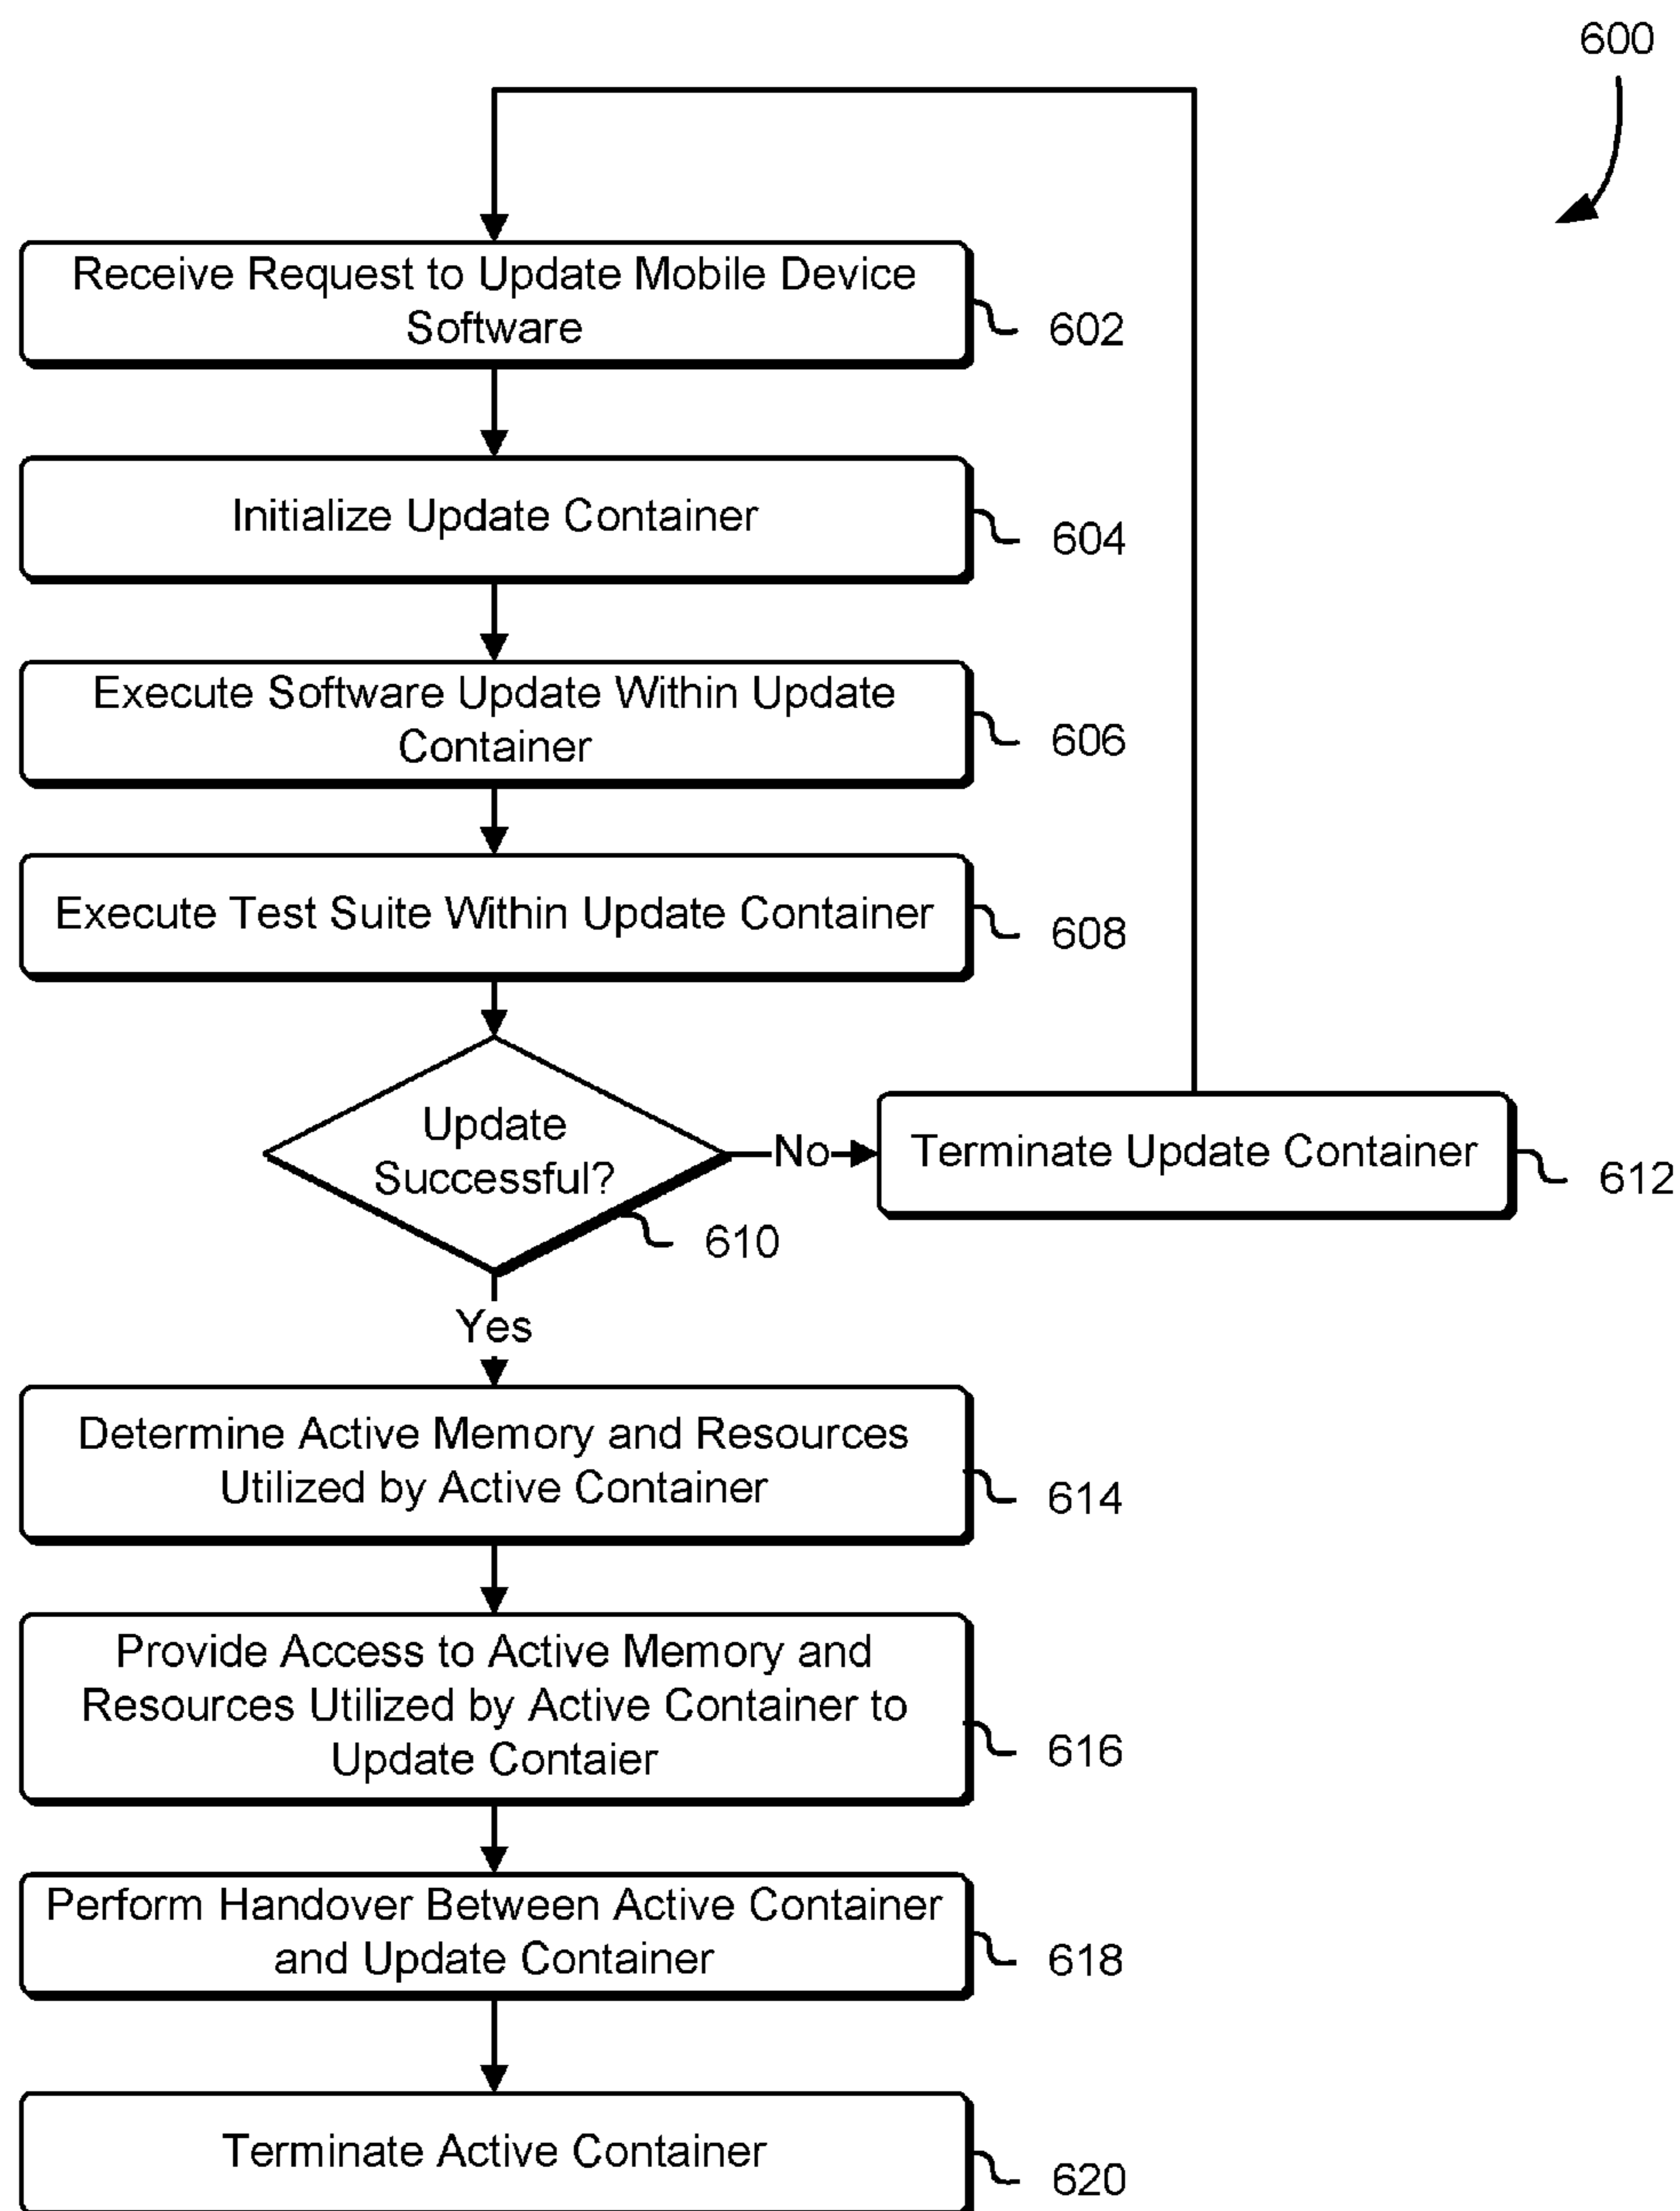 600
Receive Request to Update Mobile Device
Software
602
Initialize Update Container
604
Execute Software Update Within Update
Container
606
Execute Test Suite Within Update Container
608
Update
Successful?
610
No
Terminate Update Container
612
Yes
Determine Active Memory and Resources
Utilized by Active Container
614
Provide Access to Active Memory and
Resources Utilized by Active Container to
Update Contaier
616
Perform Handover Between Active Container
and Update Container
618
Terminate Active Container
620